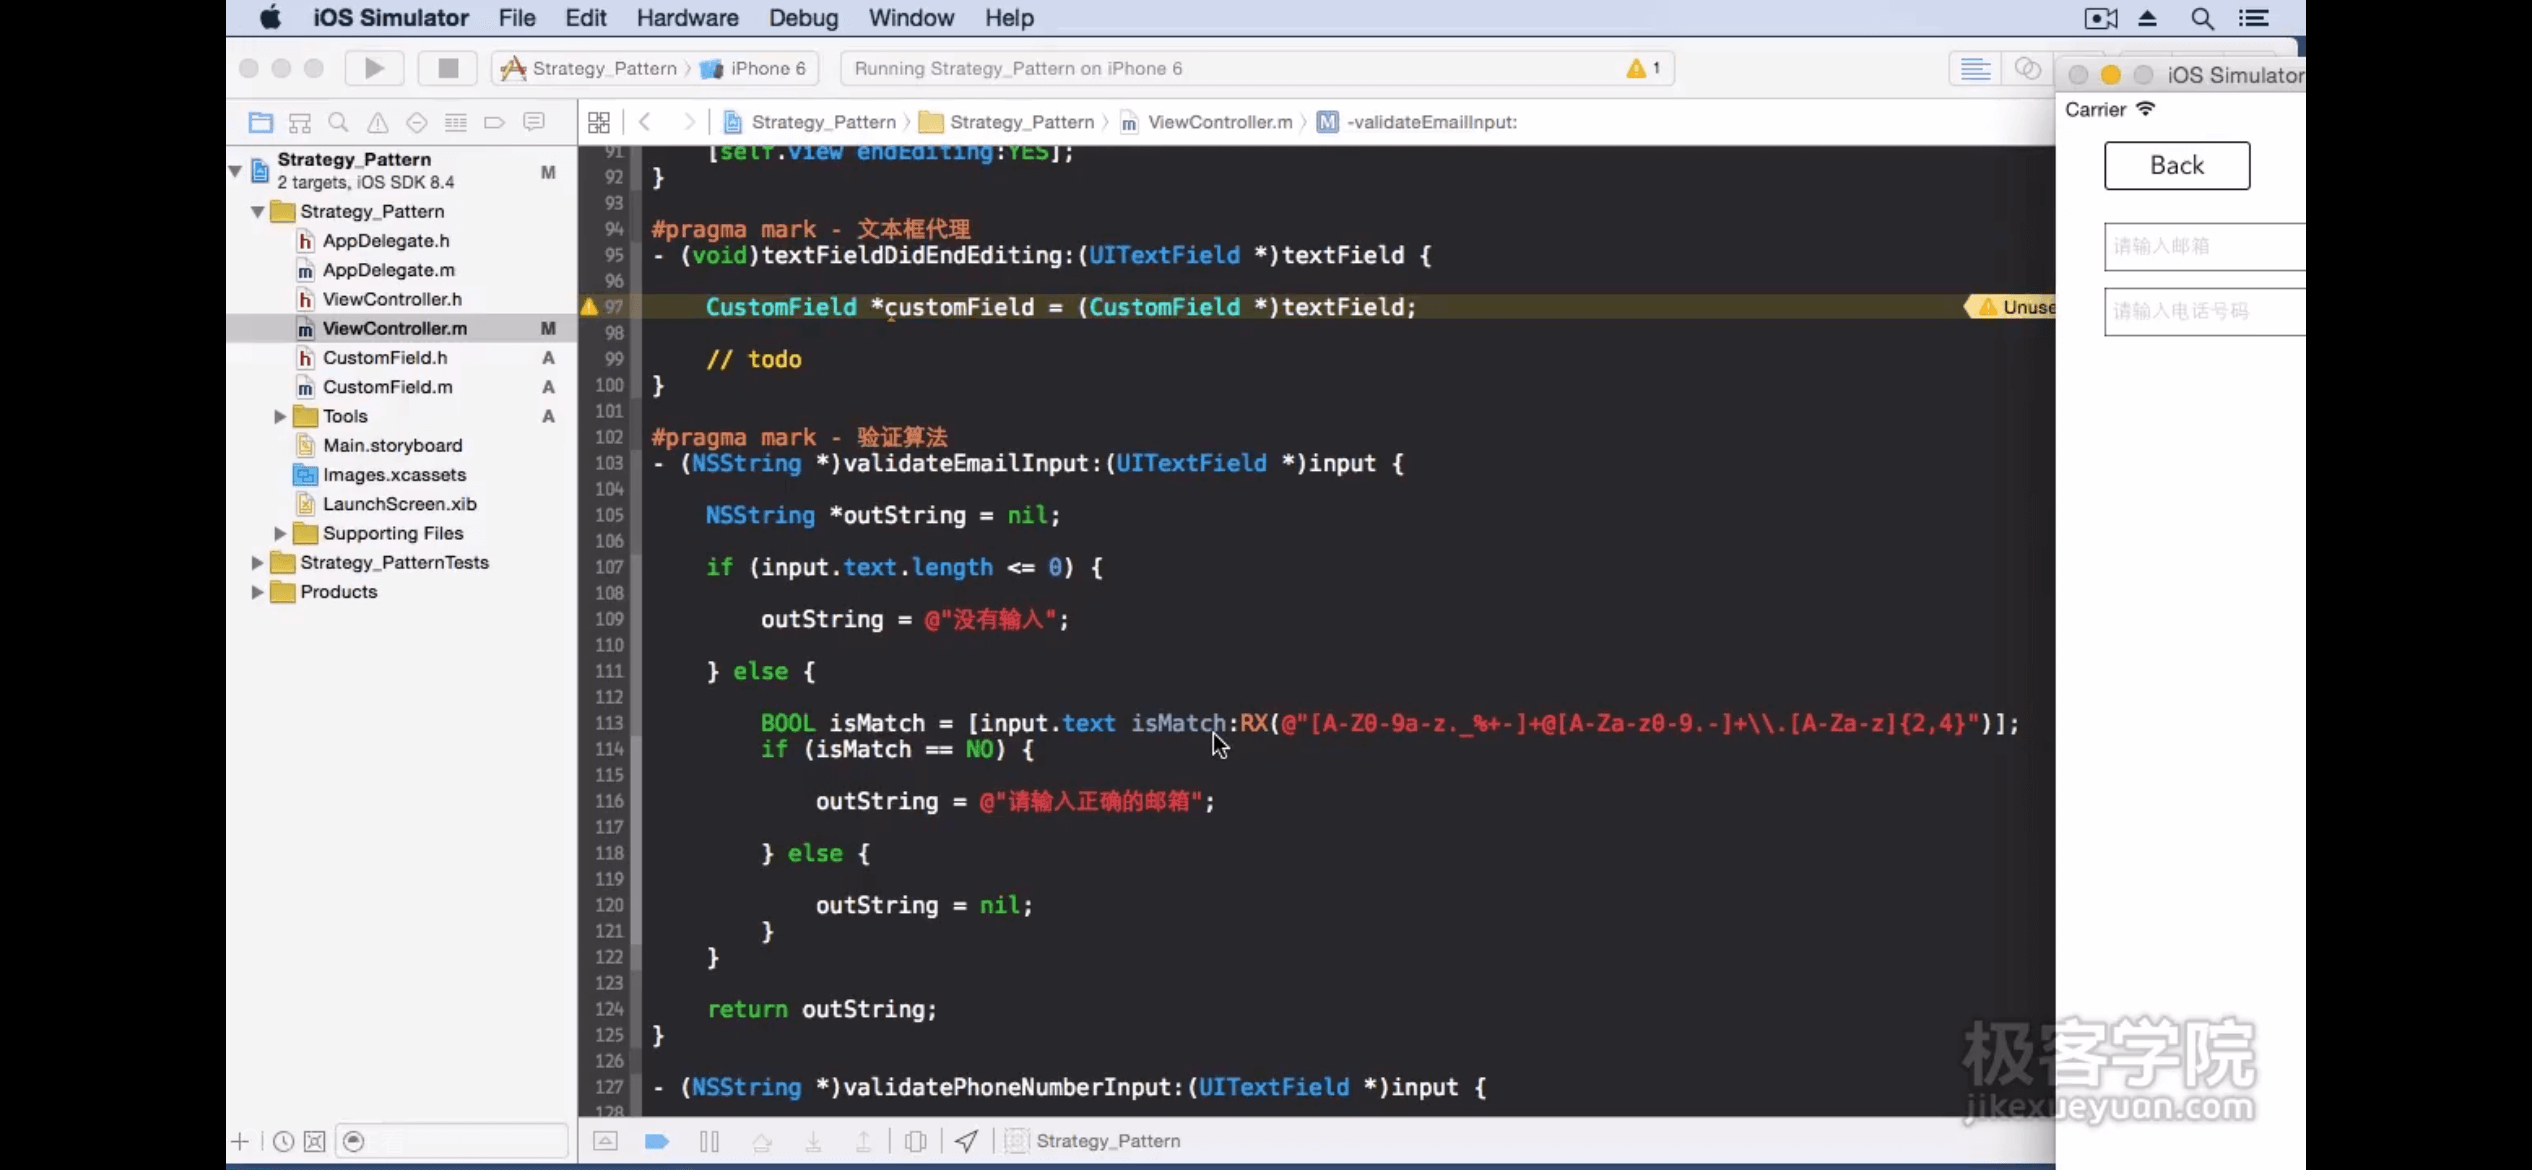 iOS Simulator File Edit Hardware Debug Window Help
Strategy_Pattern iPhone 6 Running Strategy_Pattern on iPhone 6 1
iOS Simulator
Strategy_Pattern Strategy_Pattern ViewController.m M -validateEmailInput:
Carrier
Back
请输入邮箱
请输入电话号码
Strategy_Pattern
2 targets, iOS SDK 8.4 M
Strategy_Pattern
h AppDelegate.h
m AppDelegate.m
h ViewController.h
m ViewController.m M
h CustomField.h A
m CustomField.m A
Tools A
Main.storyboard
Images.xcassets
LaunchScreen.xib
Supporting Files
Strategy_PatternTests
Products
91 [self.view endEditing:YES];
92 }
93
94 #pragma mark - 文本框代理
95 - (void)textFieldDidEndEditing:(UITextField *)textField {
96
97 CustomField *customField = (CustomField *)textField; Unuse
98
99 // todo
100 }
101
102 #pragma mark - 验证算法
103 - (NSString *)validateEmailInput:(UITextField *)input {
104
105 NSString *outString = nil;
106
107 if (input.text.length <= 0) {
108
109 outString = @"没有输入";
110
111 } else {
112
113 BOOL isMatch = [input.text isMatch:RX(@"[A-Z0-9a-z._%+-]+@[A-Za-z0-9.-]+\\.[A-Za-z]{2,4}")];
114 if (isMatch == NO) {
115
116 outString = @"请输入正确的邮箱";
117
118 } else {
119
120 outString = nil;
121 }
122 }
123
124 return outString;
125 }
126
127 - (NSString *)validatePhoneNumberInput:(UITextField *)input {
128
Strategy_Pattern
极客学院
jikexueyuan.com